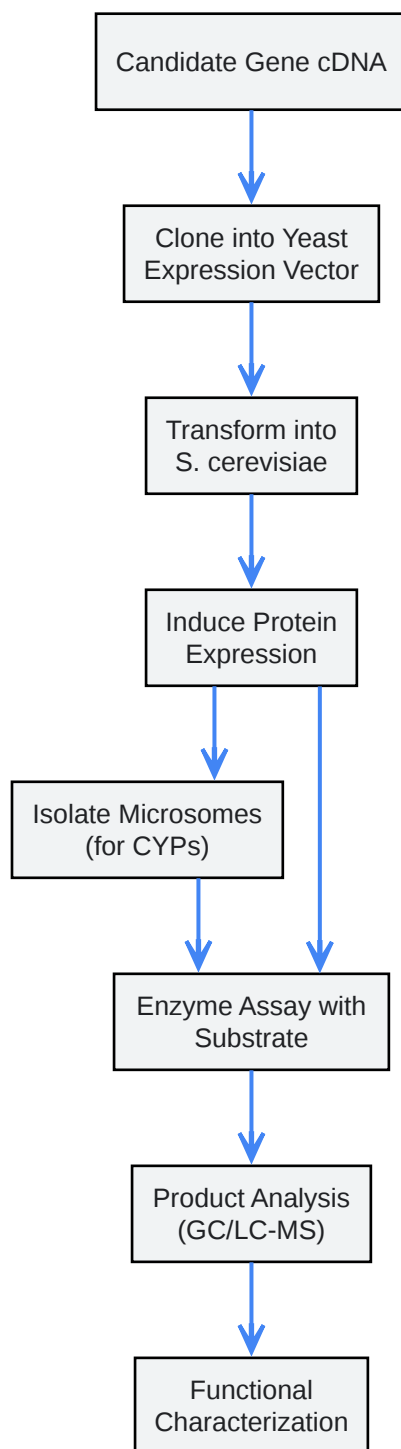 Candidate Gene cDNA
Clone into Yeast
Expression Vector
Transform into
S. cerevisiae
Induce Protein
Expression
Isolate Microsomes
(for CYPs)
Enzyme Assay with
Substrate
Product Analysis
(GC/LC-MS)
Functional
Characterization